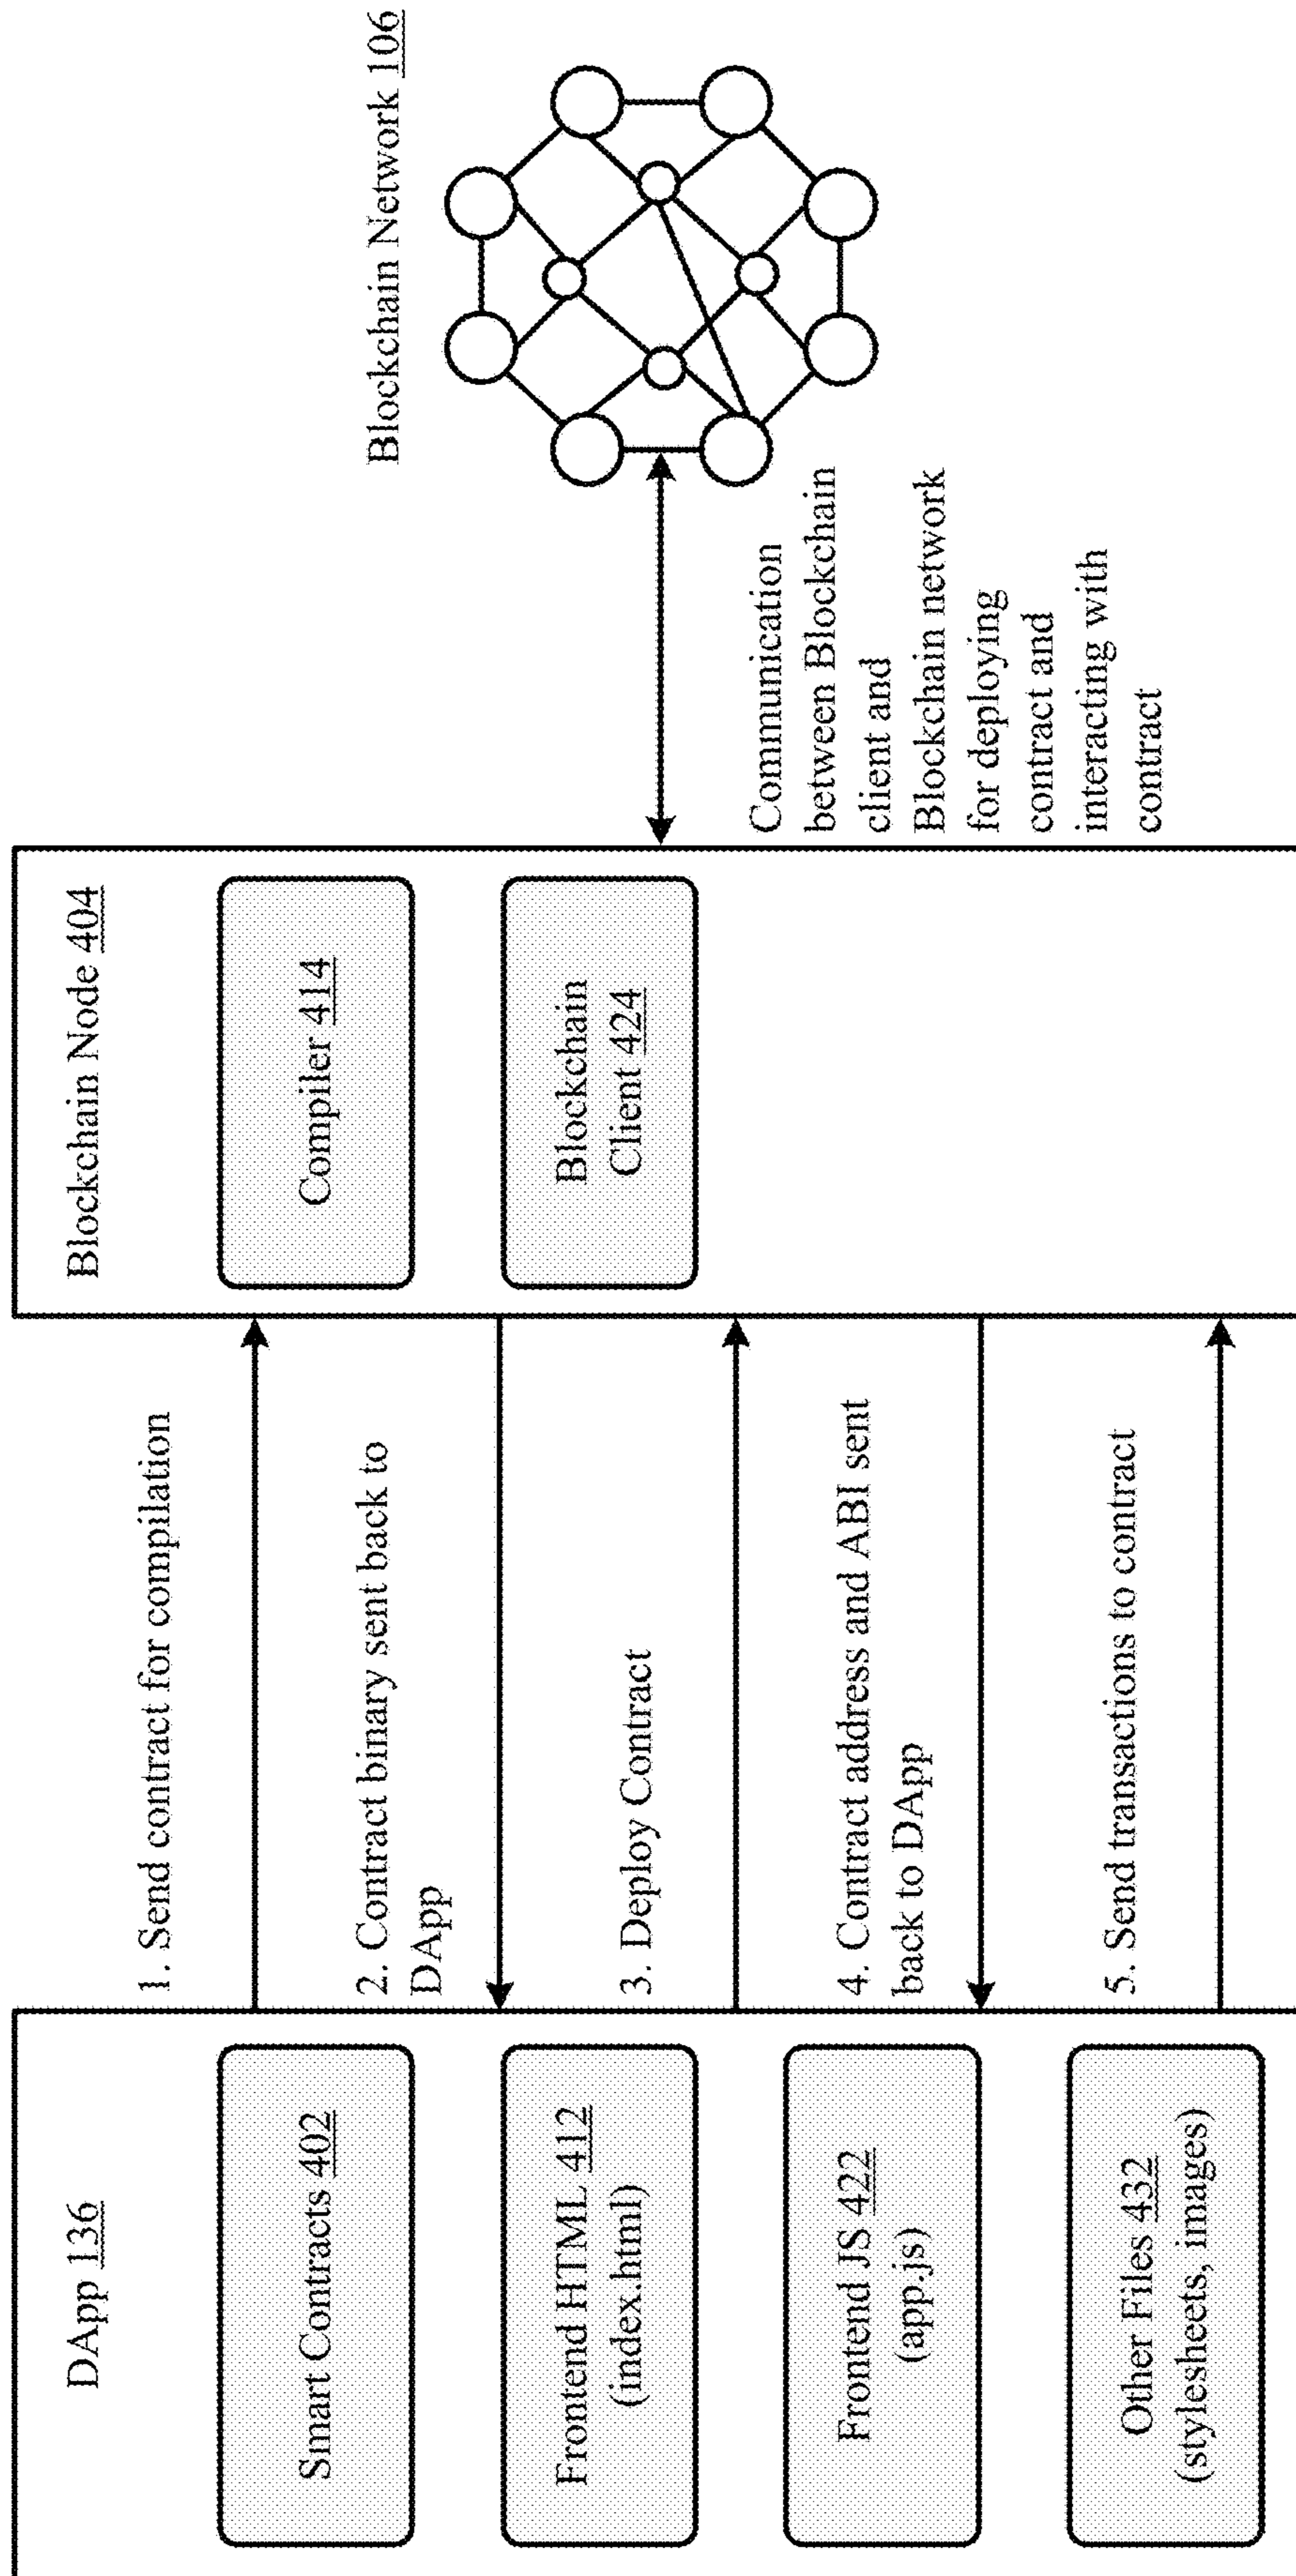 DApp 136
Smart Contracts 402
Frontend HTML 412
(index.html)
Frontend JS 422
(app.js)
Other Files 432
(stylesheets, images)
1. Send contract for compilation
2. Contract binary sent back to
DApp
3. Deploy Contract
4. Contract address and ABI sent
back to DApp
5. Send transactions to contract
Blockchain Node 404
Compiler 414
Blockchain
Client 424
Communication
between Blockchain
client and
Blockchain network
for deploying
contract and
interacting with
contract
Blockchain Network 106